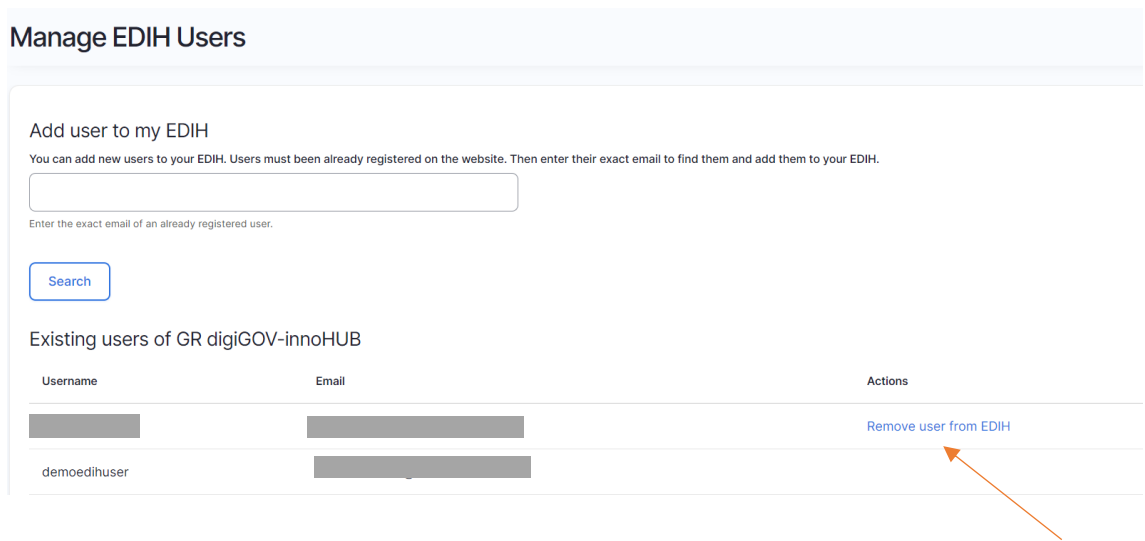 Manage EDIH Users
Add user to my EDIH
You can add new users to your EDIH. Users must been already registered on the website. Then enter their exact email to find them and add them to your EDIH.
Enter the exact email of an already registered user.
Search
Existing users of GR digiGOV-innoHUB
Username Email Actions
Remove user from EDIH
demoedihuser